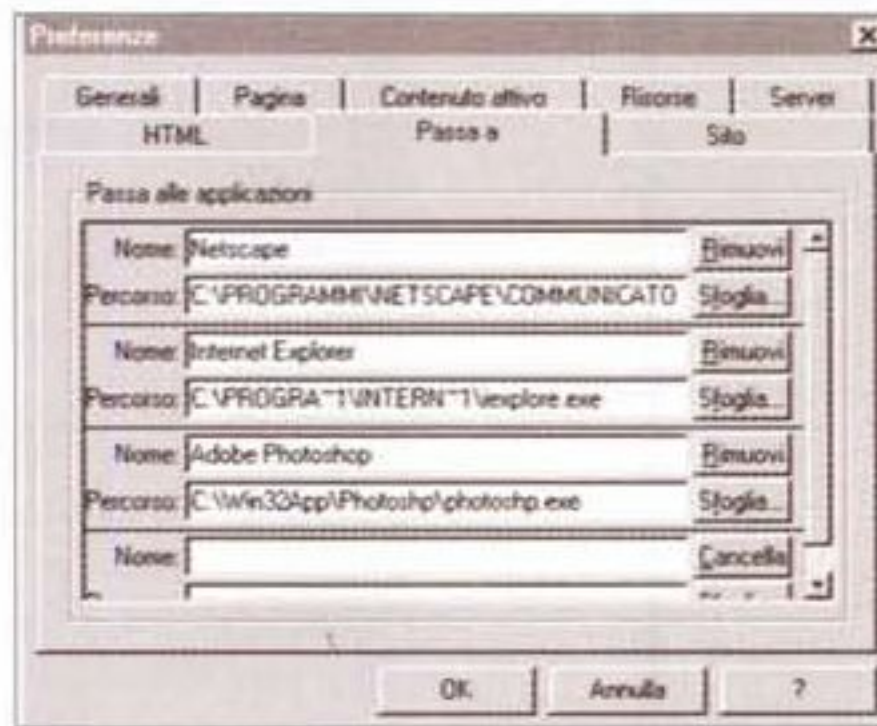 Preferenze
Generali Pagina Contenuto attivo Risorse Server
HTML Passa a Sito
Passa alle applicazioni
Nome: Netscape Rimuovi
Percorso: C:\PROGRAMMI\NETSCAPE\COMMUNICATO Sfoglia...
Nome: Internet Explorer Rimuovi
Percorso: C:\PROGRA~1\INTERN~1\iexplore.exe Sfoglia...
Nome: Adobe Photoshop Rimuovi
Percorso: C:\Win32App\Photoshp\photoshp.exe Sfoglia...
Nome: Cancella
OK Annulla ?